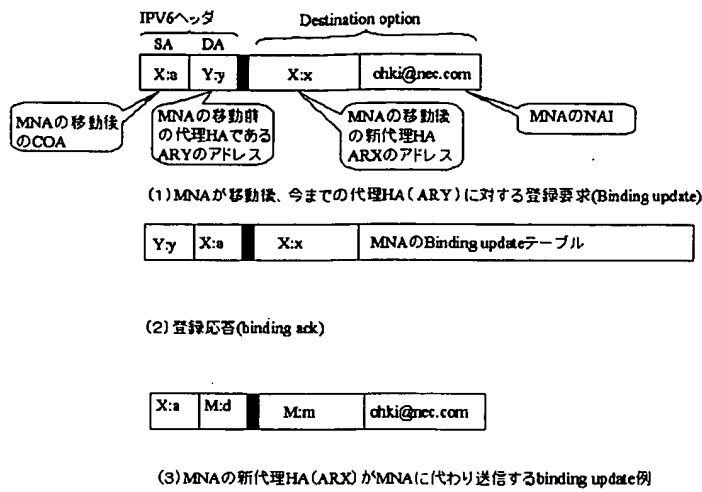 IPV6ヘッダ
Destination option
SA DA
X:a Y:y X:x ohki@nec.com
MNAの移動後
のCOA
MNAの移動前
の代理HAである
ARYのアドレス
MNAの移動後
の新代理HA
ARXのアドレス
MNAのNAI
(1)MNAが移動後、今までの代理HA(ARY)に対する登録要求(Binding update)
Y:y X:a X:x MNAのBinding updateテーブル
(2)登録応答(binding ack)
X:a M:d M:m ohki@nec.com
(3)MNAの新代理HA(ARX)がMNAに代わり送信するbinding update例